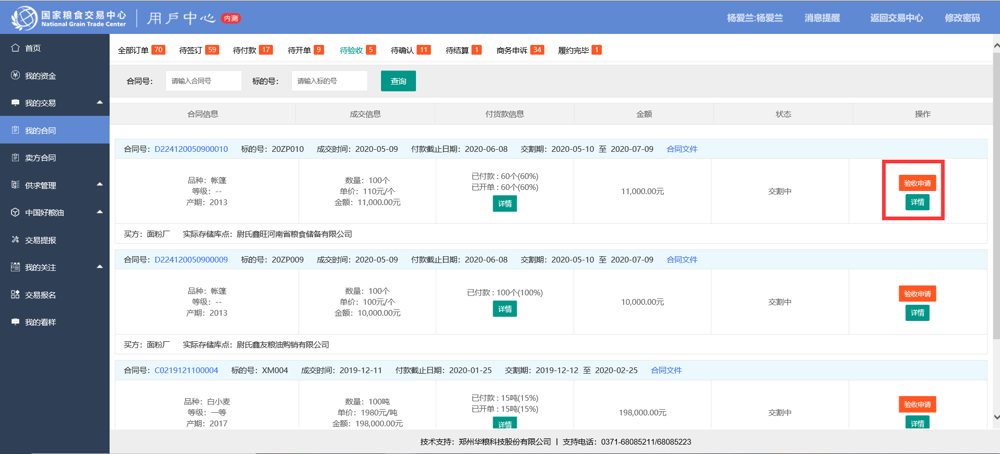 国家粮食交易中心
National Grain Trade Center
用戶中心 内测
杨爱兰:杨爱兰 消息提醒 返回交易中心 修改密码
首页
我的资金
我的交易
我的合同
卖方合同
供求管理
中国好粮油
交易提报
我的关注
交易报名
我的看样
全部订单 70 待签订 59 待付款 17 待开单 9 待验收 5 待确认 11 待结算 1 商务申诉 34 履约完毕 1
合同号： 请输入合同号 标的号： 请输入标的号 查询
合同信息 成交信息 付货款信息 金额 状态 操作
合同号：D224120050900010 标的号：20ZP010 成交时间：2020-05-09 付款截止日期：2020-06-08 交割期：2020-05-10 至 2020-07-09 合同文件
品种：帐篷
等级：--
产期：2013
数量：100个
单价：110元/个
金额：11,000.00元
已付款 : 60个(60%)
已开单 : 60个(60%)
详情
11,000.00元
交割中
验收申请
详情
买方：面粉厂 实际存储库点：尉氏鑫旺河南省粮食储备有限公司
合同号：D224120050900009 标的号：20ZP009 成交时间：2020-05-09 付款截止日期：2020-06-08 交割期：2020-05-10 至 2020-07-09 合同文件
品种：帐篷
等级：--
产期：2013
数量：100个
单价：100元/个
金额：10,000.00元
已付款 : 100个(100%)
详情
10,000.00元
交割中
验收申请
详情
买方：面粉厂 实际存储库点：尉氏鑫友粮油购销有限公司
合同号：C0219121100004 标的号：XM004 成交时间：2019-12-11 付款截止日期：2020-01-25 交割期：2019-12-12 至 2020-02-25 合同文件
品种：白小麦
等级：一等
产期：2017
数量：100吨
单价：1980元/吨
金额：198,000.00元
已付款 : 15吨(15%)
已开单 : 15吨(15%)
详情
198,000.00元
交割中
验收申请
详情
技术支持：郑州华粮科技股份有限公司 丨 支持电话：0371-68085211/68085223